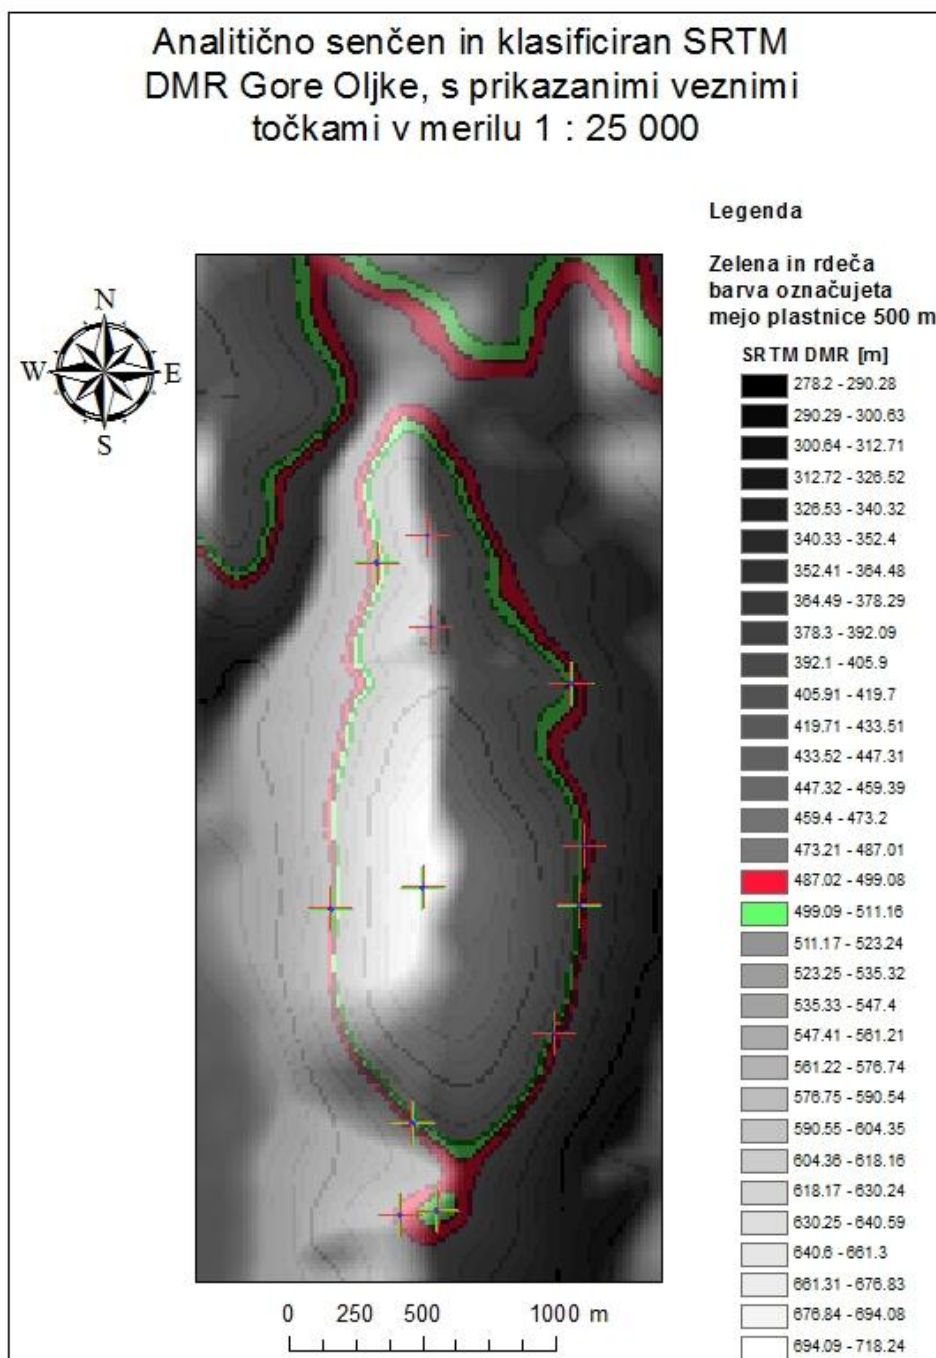 Analitično senčen in klasificiran SRTM
DMR Gore Oljke, s prikazanimi veznimi
točkami v merilu 1 : 25 000
Legenda
Zelena in rdeča
barva označujeta
mejo plastnice 500 m
SRTM DMR [m]
N
W E
S
278.2 - 290.28
290.29 - 300.63
300.64 - 312.71
312.72 - 326.52
326.53 - 340.32
340.33 - 352.4
352.41 - 364.48
364.49 - 378.29
378.3 - 392.09
392.1 - 405.9
405.91 - 419.7
419.71 - 433.51
433.52 - 447.31
447.32 - 459.39
459.4 - 473.2
473.21 - 487.01
487.02 - 499.08
499.09 - 511.16
511.17 - 523.24
523.25 - 535.32
535.33 - 547.4
547.41 - 561.21
561.22 - 576.74
576.75 - 590.54
590.55 - 604.35
604.36 - 618.16
618.17 - 630.24
630.25 - 640.59
640.6 - 661.3
661.31 - 676.83
676.84 - 694.08
694.09 - 718.24
0 250 500 1000 m